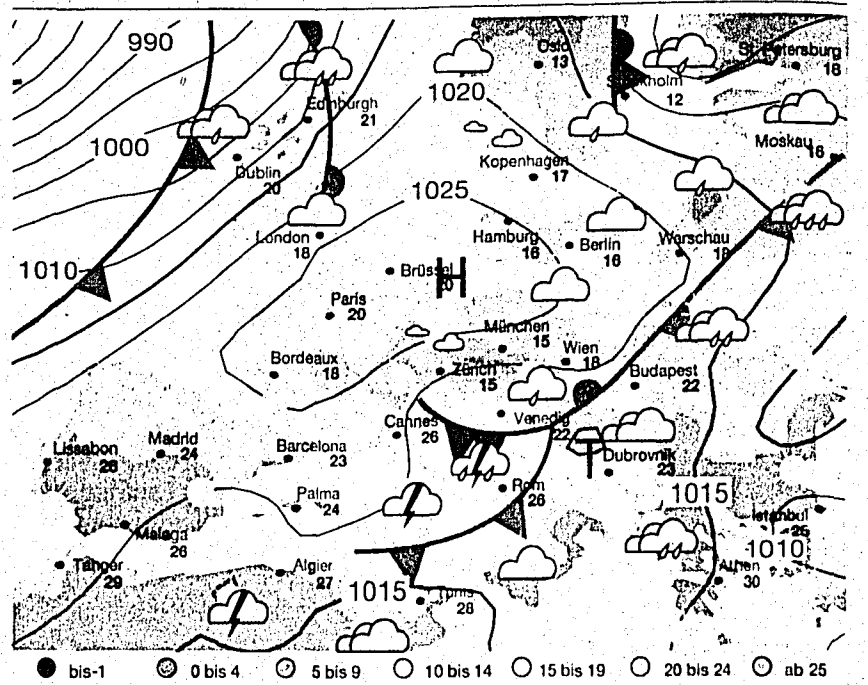 990
Oslo
13
St. Petersburg
18
1020
Edinburgh
21
Stockholm
12
1000
Moskau
16
Dublin
20
Kopenhagen
17
1025
London
18
Hamburg
16
Berlin
16
Warschau
18
1010
Brüssel
20
H
Paris
20
München
15
Wien
18
Bordeaux
18
Zürich
15
Budapest
22
Cannes
26
Venedig
22
Lissabon
26
Madrid
24
Barcelona
23
T
Dubrovnik
23
Palma
24
Rom
26
1015
Malaga
26
Istanbul
25
1010
Tanger
29
Algier
27
Athen
30
1015
Tunis
28
bis-1
0 bis 4
5 bis 9
10 bis 14
15 bis 19
20 bis 24
ab 25